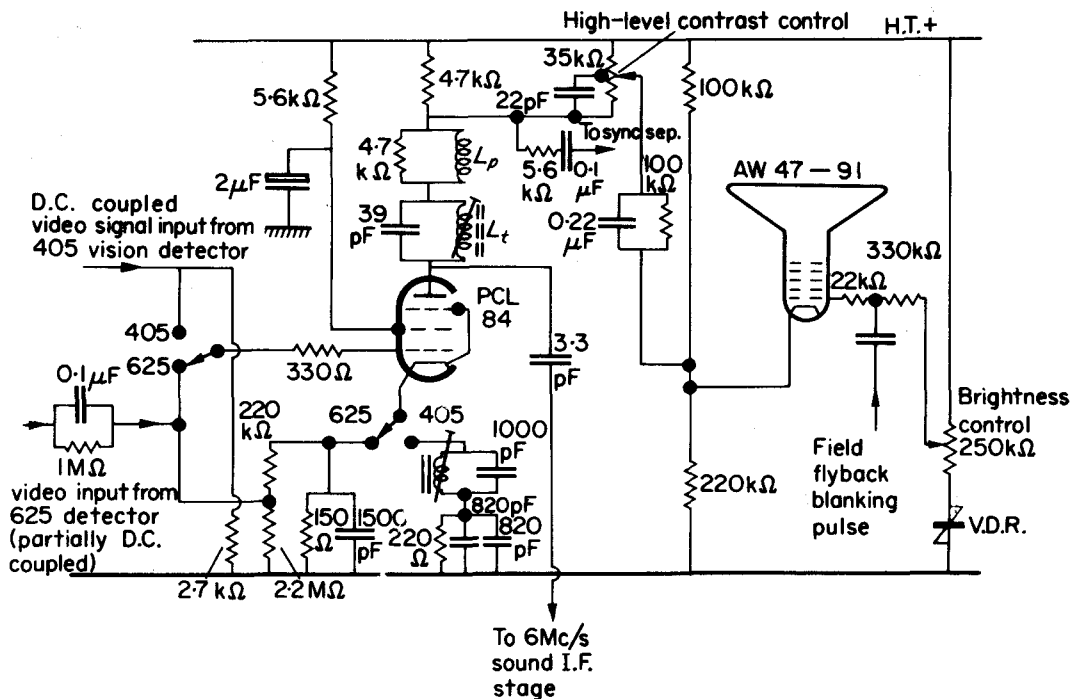 High-level contrast control
H.T.+
35kΩ
4.7kΩ
100kΩ
5.6kΩ
22pF
To sync sep.
4.7
kΩ
Lp
5.6
kΩ
0.1
μF
100
kΩ
AW 47-91
2μF
D.C. coupled
video signal input from
405 vision detector
39
pF
Lt
0.22
μF
330kΩ
22kΩ
PCL
84
405
625
330Ω
3.3
pF
0.1μF
1MΩ
220
kΩ
625
405
1000
pF
Brightness
control
250kΩ
Field
flyback
blanking
pulse
video input from
625 detector
(partially D.C.
coupled)
150
Ω
1500
pF
220
Ω
820pF
820
pF
220kΩ
V.D.R.
2.7kΩ
2.2MΩ
To 6Mc/s
sound I.F.
stage